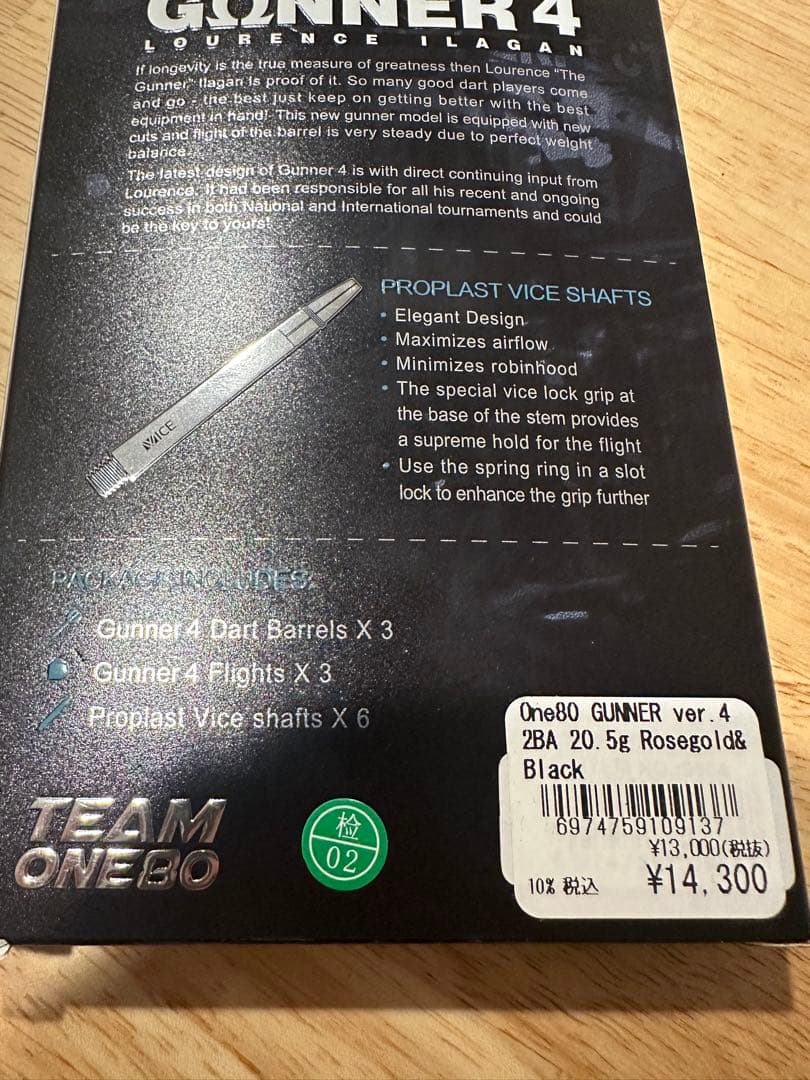 GUNNER 4
LOURENCE ILAGAN
If longevity is the true measure of greatness then Lourence "The
Gunner" Ilagan is proof of it. So many good dart players come
and go - the best just keep on getting better with the best
equipment in hand! This new gunner model is equipped with new
cuts and flight of the barrel is very steady due to perfect weight
balance.
The latest design of Gunner 4 is with direct continuing input from
Lourence. It had been responsible for all his recent and ongoing
success in both National and International tournaments and could
be the key to yours!
PROPLAST VICE SHAFTS
• Elegant Design
• Maximizes airflow
• Minimizes robinhood
• The special vice lock grip at
the base of the stem provides
a supreme hold for the flight
• Use the spring ring in a slot
lock to enhance the grip further
VICE
PACKAGE INCLUDES:
Gunner 4 Dart Barrels X 3
Gunner 4 Flights X 3
Proplast Vice shafts X 6
TEAM
ONE80
検
02
One80 GUNNER ver.4
2BA 20.5g Rosegold&
Black
6974759109137
¥13,000(税抜)
10% 税込 ¥14,300